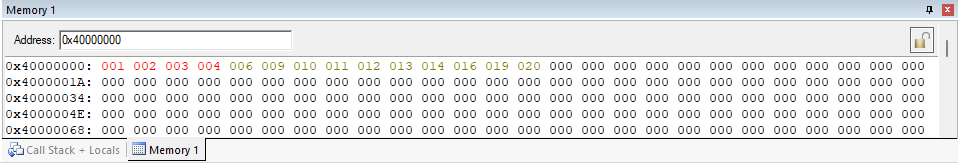 Memory 1
Address: 0x40000000
0x40000000: 001 002 003 004 006 009 010 011 012 013 014 016 019 020 000 000 000 000 000 000 000 000 000 000 000 000
0x4000001A: 000 000 000 000 000 000 000 000 000 000 000 000 000 000 000 000 000 000 000 000 000 000 000 000 000 000
0x40000034: 000 000 000 000 000 000 000 000 000 000 000 000 000 000 000 000 000 000 000 000 000 000 000 000 000 000
0x4000004E: 000 000 000 000 000 000 000 000 000 000 000 000 000 000 000 000 000 000 000 000 000 000 000 000 000 000
0x40000068: 000 000 000 000 000 000 000 000 000 000 000 000 000 000 000 000 000 000 000 000 000 000 000 000 000 000
Call Stack + Locals Memory 1